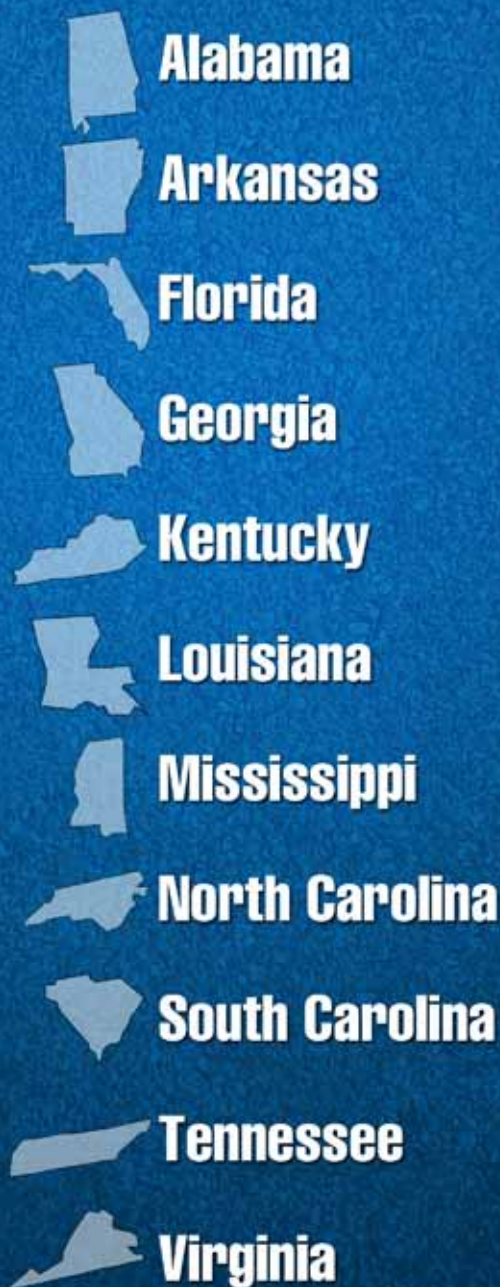 Alabama
Arkansas
Florida
Georgia
Kentucky
Louisiana
Mississippi
North Carolina
South Carolina
Tennessee
Virginia